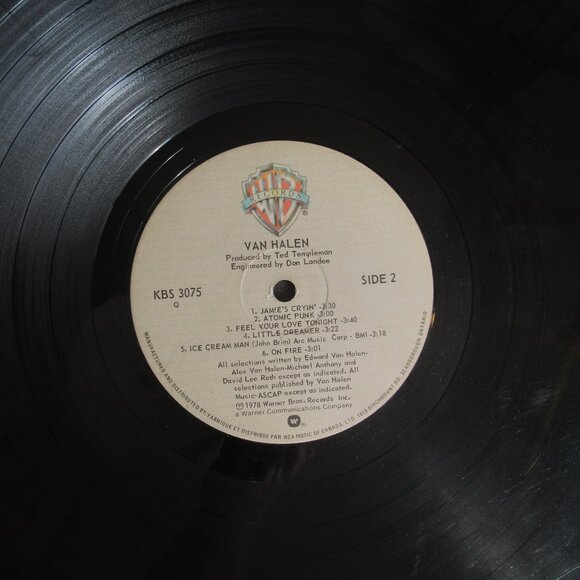 WB
RECORDS
®
VAN HALEN
Produced by Ted Templeman
Engineered by Don Landee
KBS 3075
Q
SIDE 2
1. JAMIE'S CRYIN' -3:30
2. ATOMIC PUNK -3:00
3. FEEL YOUR LOVE TONIGHT -3:40
4. LITTLE DREAMER -3:22
5. ICE CREAM MAN (John Brim) Arc Music Corp - BMI -3:18
6. ON FIRE -3:01
All selections written by Edward Van Halen-
Alex Van Halen-Michael Anthony and
David Lee Roth except as indicated. All
selections published by Van Halen
Music-ASCAP except as indicated.
℗1978 Warner Bros. Records Inc.
a Warner Communications Company
W ®
MANUFACTURED AND DISTRIBUTED BY/FABRIQUE ET DISTRIBUE PAR WEA MUSIC OF CANADA, LTD. 1810 BIRCHMOUNT RD. SCARBOROUGH, ONTARIO